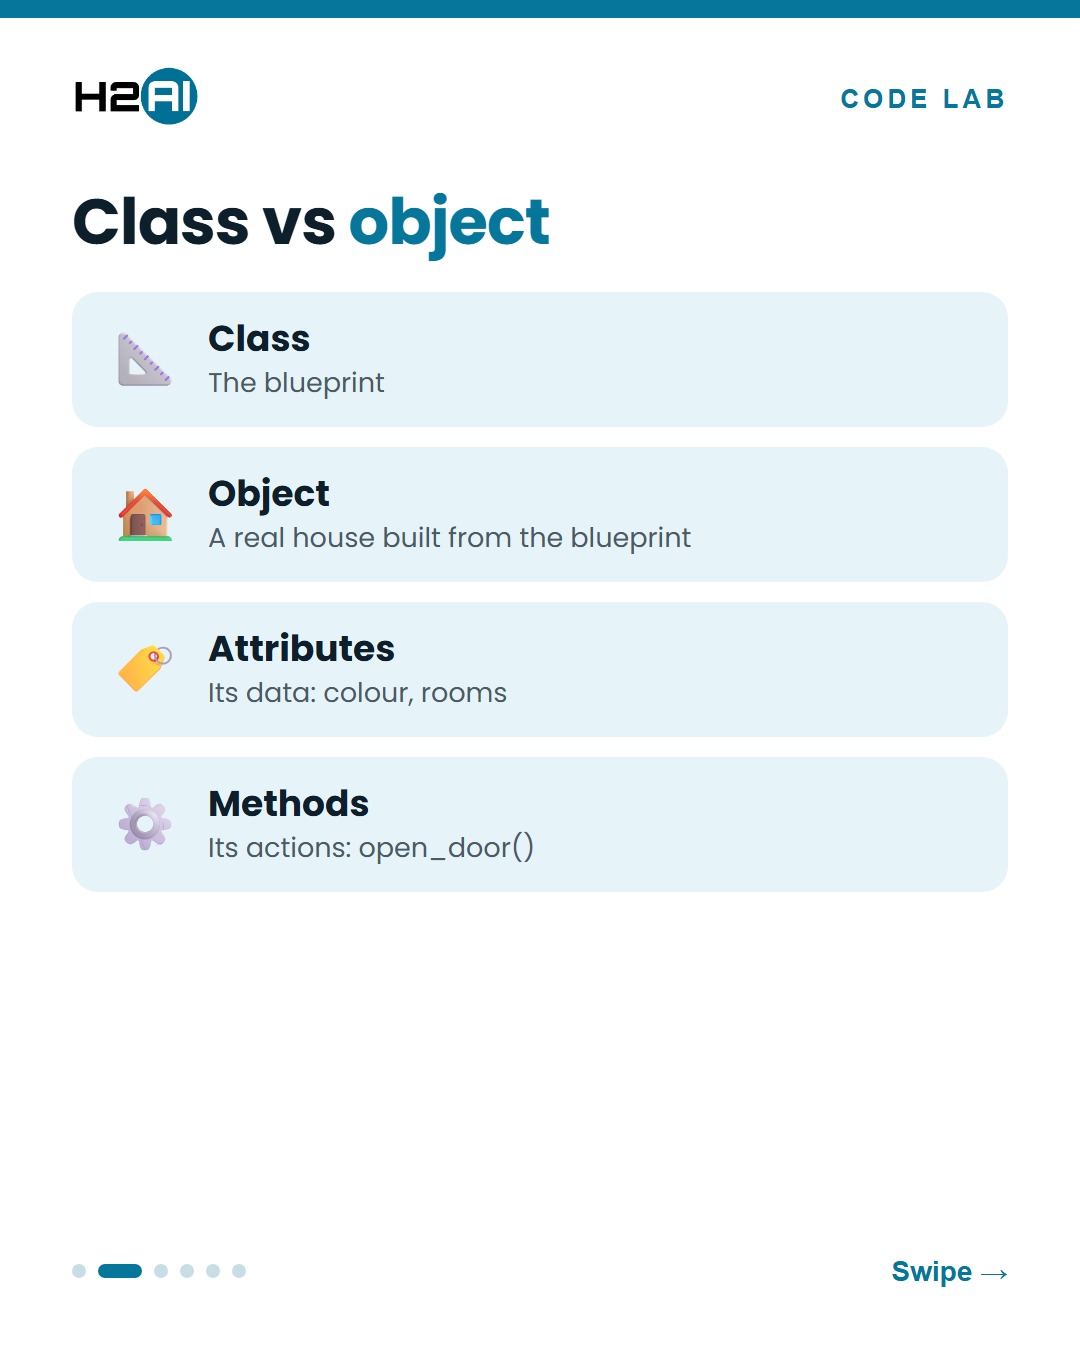 H2AI
CODE LAB
Class vs object
Class
The blueprint
Object
A real house built from the blueprint
Attributes
Its data: colour, rooms
Methods
Its actions: open_door()
Swipe →